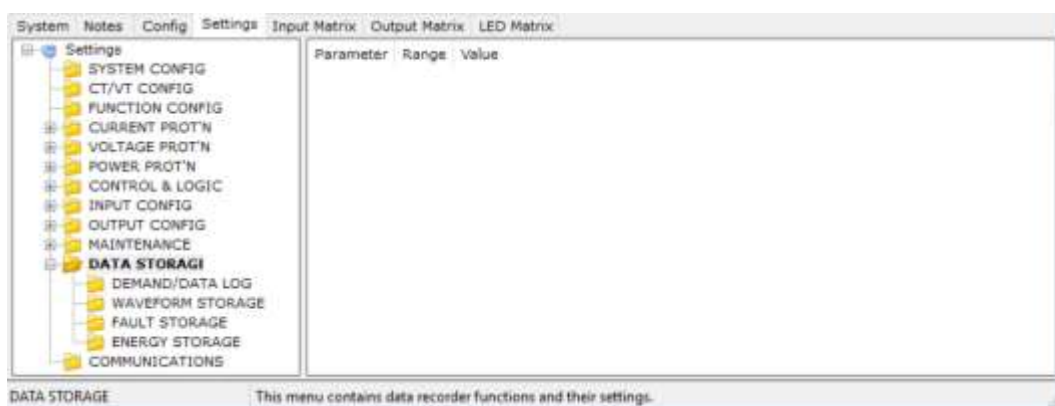 System Notes Config Settings Input Matrix Output Matrix LED Matrix
Settings
Parameter Range Value
SYSTEM CONFIG
CT/VT CONFIG
FUNCTION CONFIG
CURRENT PROT'N
VOLTAGE PROT'N
POWER PROT'N
CONTROL & LOGIC
INPUT CONFIG
OUTPUT CONFIG
MAINTENANCE
DATA STORAGI
DEMAND/DATA LOG
WAVEFORM STORAGE
FAULT STORAGE
ENERGY STORAGE
COMMUNICATIONS
DATA STORAGE This menu contains data recorder functions and their settings.